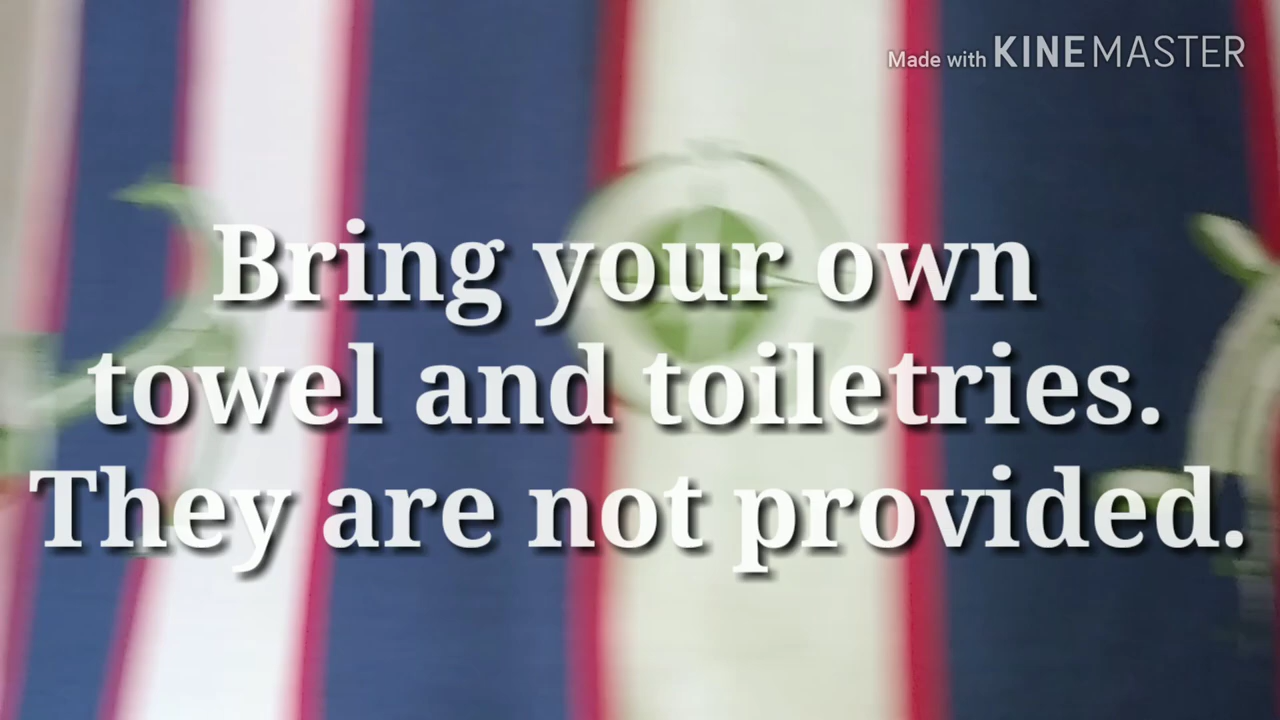 Made with KINEMASTER
Bring your own
towel and toiletries.
They are not provided.